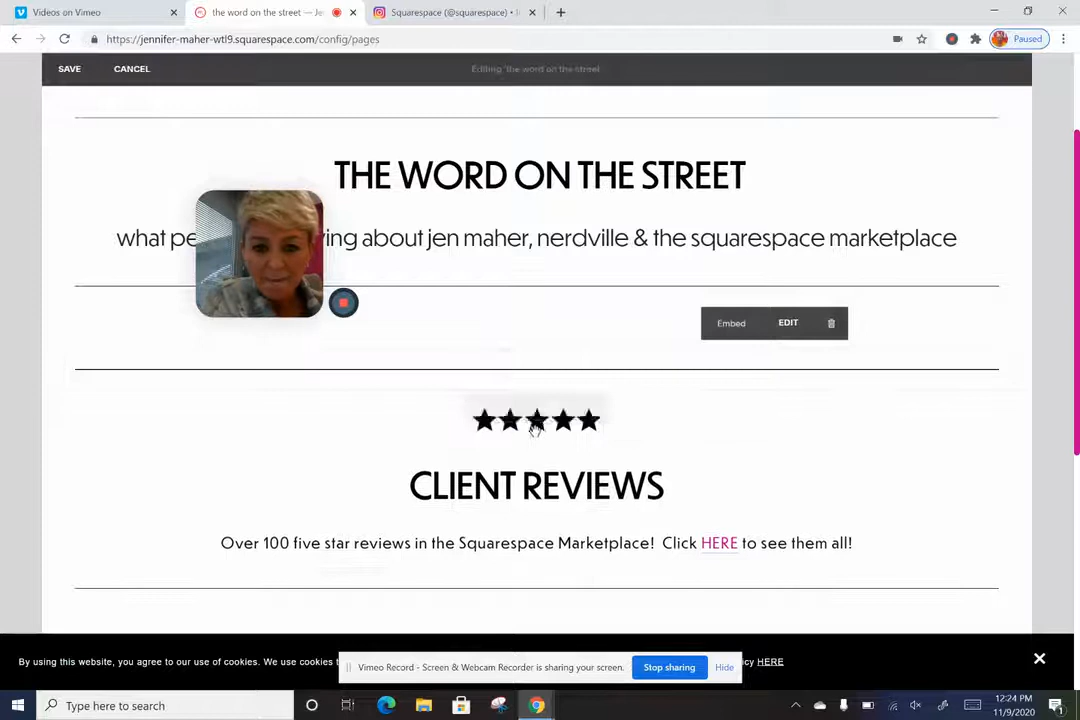 Videos on Vimeo
the word on the street — Je
Squarespace (@squarespace) •
https://jennifer-maher-wtl9.squarespace.com/config/pages
Paused
SAVE
CANCEL
Editing 'the word on the street
THE WORD ON THE STREET
what pe ing about jen maher, nerdville & the squarespace marketplace
Embed
EDIT
CLIENT REVIEWS
Over 100 five star reviews in the Squarespace Marketplace! Click HERE to see them all!
By using this website, you agree to our use of cookies. We use cookies t
cy HERE
Vimeo Record - Screen & Webcam Recorder is sharing your screen.
Stop sharing
Hide
Type here to search
12:24 PM
11/9/2020